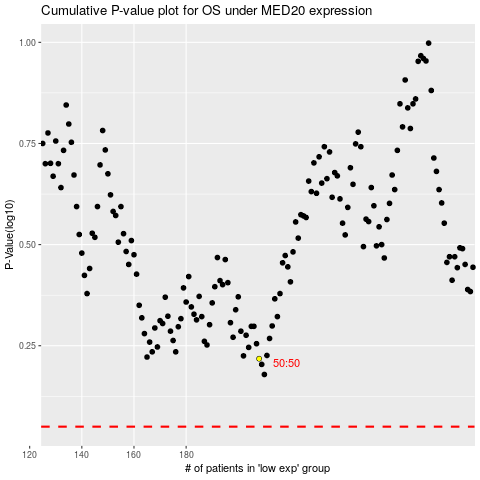 Cumulative P-value plot for OS under MED20 expression
P-Value(log10)
1.00
0.75
0.50
0.25
50:50
120 140 160 180
# of patients in 'low exp' group